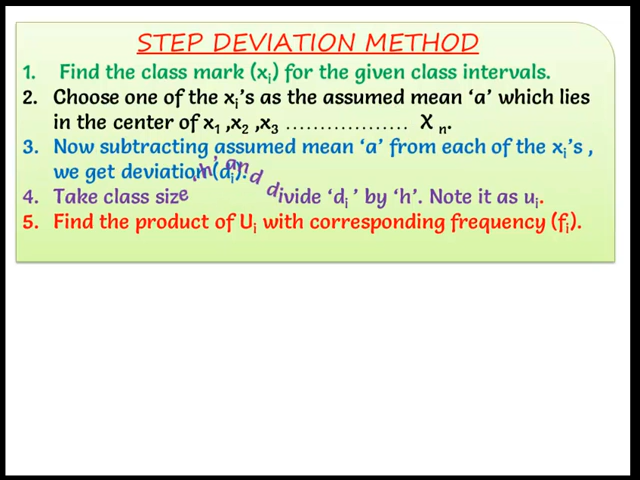 STEP DEVIATION METHOD
1. Find the class mark (xi) for the given class intervals.
2. Choose one of the xi's as the assumed mean 'a' which lies
in the center of x1 ,x2 ,x3 .................. X n.
3. Now subtracting assumed mean 'a' from each of the xi's ,
we get deviation (di).
4. Take class size 'h' and divide 'di ' by 'h'. Note it as ui.
5. Find the product of Ui with corresponding frequency (fi).